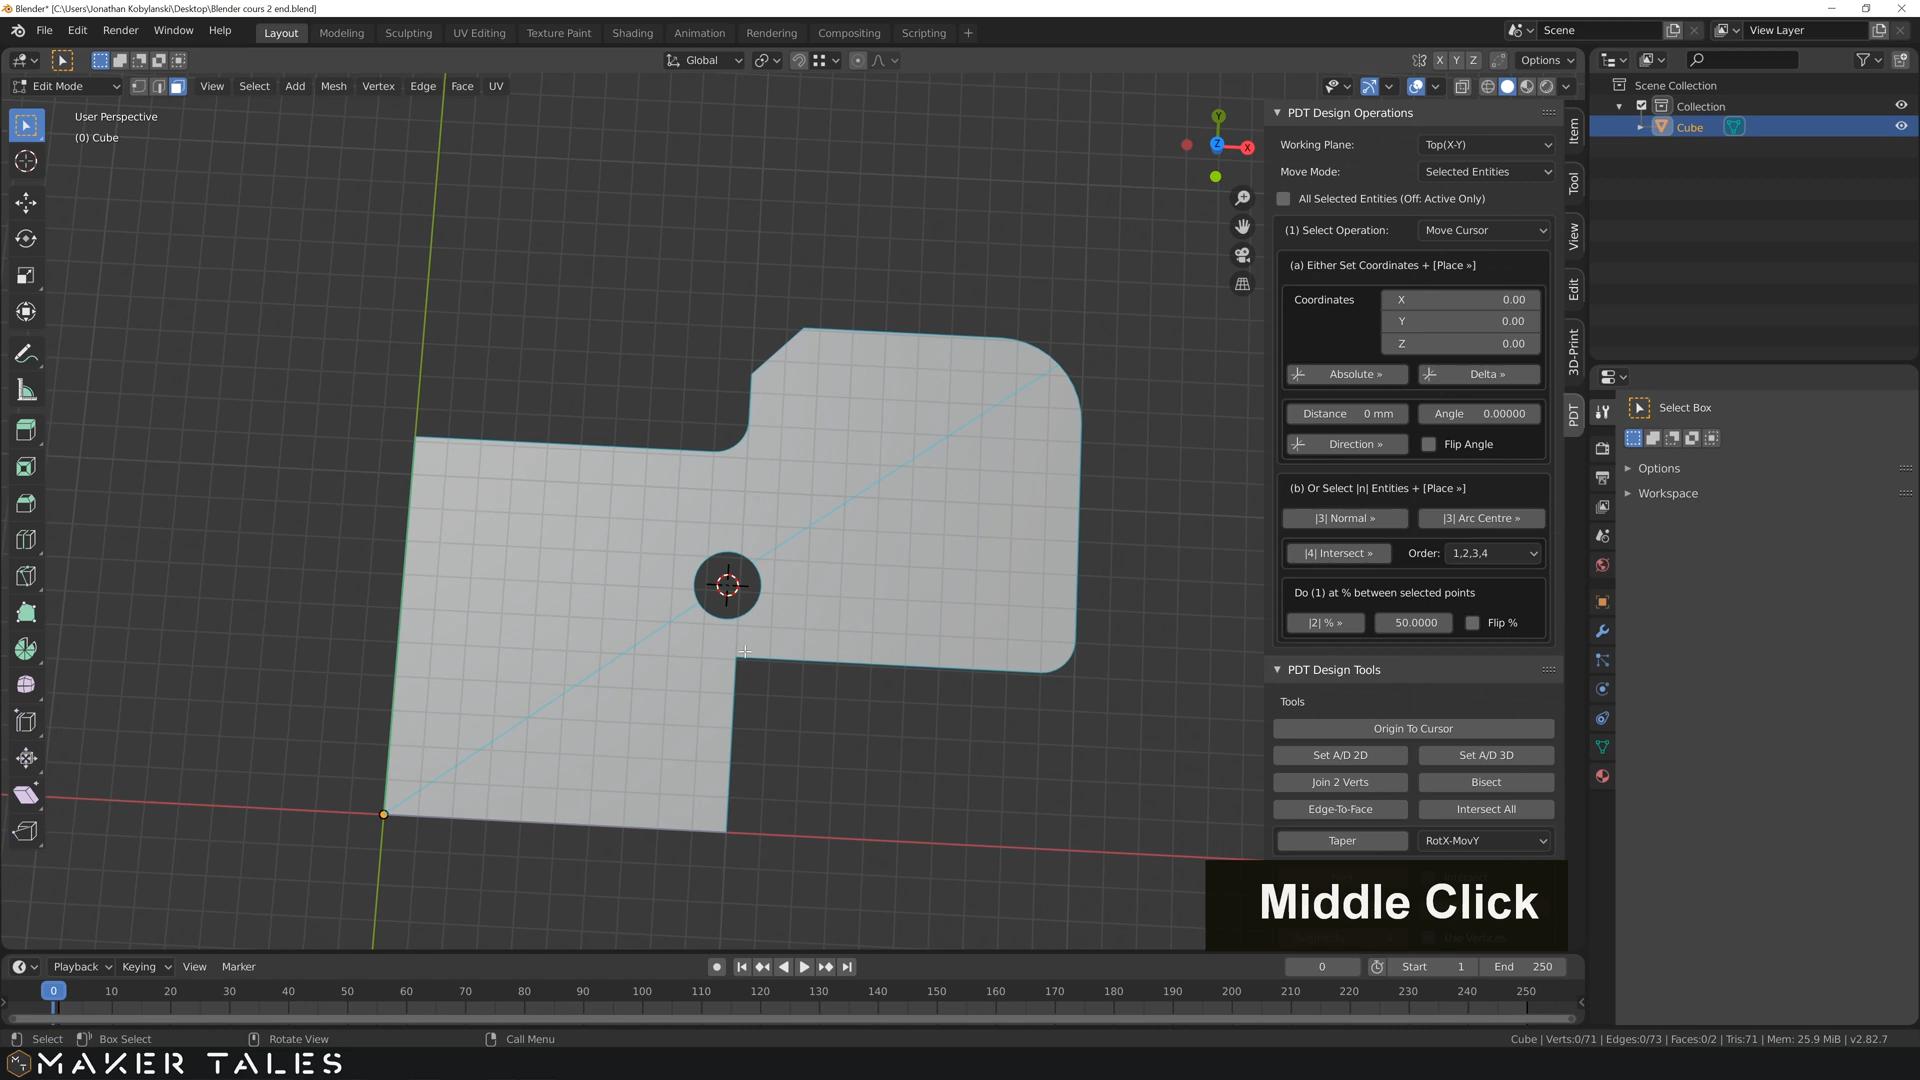 Blender* [C:\Users\Jonathan Kobylanski\Desktop\Blender cours 2 end.blend]
File Edit Render Window Help
Layout Modeling Sculpting UV Editing Texture Paint Shading Animation Rendering Compositing Scripting +
Scene
View Layer
Global
X Y Z
Options
Edit Mode
View Select Add Mesh Vertex Edge Face UV
User Perspective
(0) Cube
Y
Z
X
PDT Design Operations
Working Plane: Top(X-Y)
Move Mode: Selected Entities
All Selected Entities (Off: Active Only)
(1) Select Operation: Move Cursor
(a) Either Set Coordinates + [Place »]
Coordinates X 0.00
Y 0.00
Z 0.00
Absolute » Delta »
Distance 0 mm Angle 0.00000
Direction » Flip Angle
(b) Or Select |n| Entities + [Place »]
|3| Normal » |3| Arc Centre »
|4| Intersect » Order: 1,2,3,4
Do (1) at % between selected points
|2| % » 50.0000 Flip %
PDT Design Tools
Tools
Origin To Cursor
Set A/D 2D Set A/D 3D
Join 2 Verts Bisect
Edge-To-Face Intersect All
Taper RotX-MovY
Item
Tool
View
Edit
3D-Print
PDT
Scene Collection
Collection
Cube
Select Box
Options
Workspace
Middle Click
Playback Keying View Marker
0 Start 1 End 250
0 10 20 30 40 50 60 70 80 90 100 110 120 130 140 150 160 170 180 190 200 210 220 230 240 250
Select Box Select Rotate View Call Menu
Cube | Verts:0/71 | Edges:0/73 | Faces:0/2 | Tris:71 | Mem: 25.9 MiB | v2.82.7
MAKER TALES